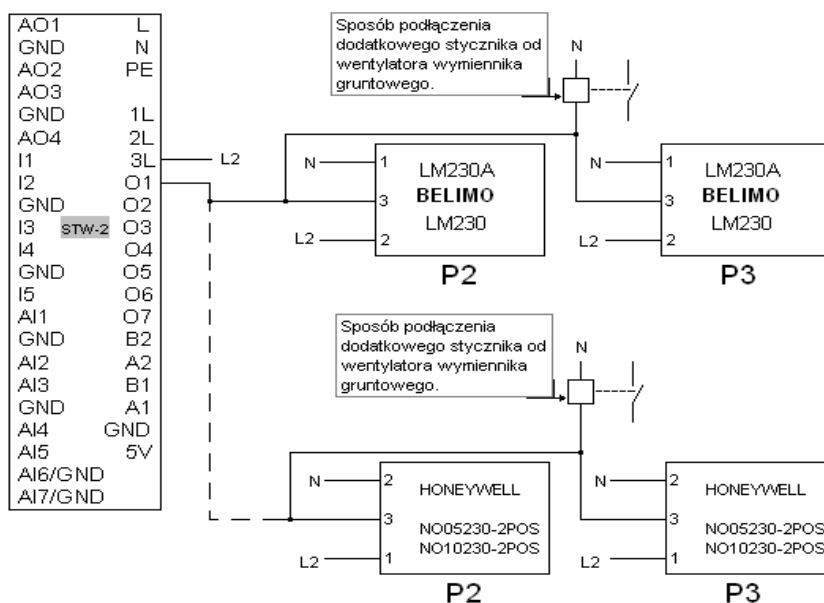 AO1 L
GND N
AO2 PE
AO3
GND 1L
AO4 2L
I1 3L L2
I2 O1
GND O2
I3 STW-2 O3
I4 O4
GND O5
I5 O6
AI1 O7
GND B2
AI2 A2
AI3 B1
GND A1
AI4 GND
AI5 5V
AI6/GND
AI7/GND
Sposób podłączenia
dodatkowego stycznika od
wentylatora wymiennika
gruntowego.
N
N 1 LM230A
3 BELIMO
L2 2 LM230
P2
N 1 LM230A
3 BELIMO
L2 2 LM230
P3
Sposób podłączenia
dodatkowego stycznika od
wentylatora wymiennika
gruntowego.
N
N 2 HONEYWELL
3 NO05230-2POS
NO10230-2POS
L2 1
P2
N 2 HONEYWELL
3 NO05230-2POS
NO10230-2POS
L2 1
P3